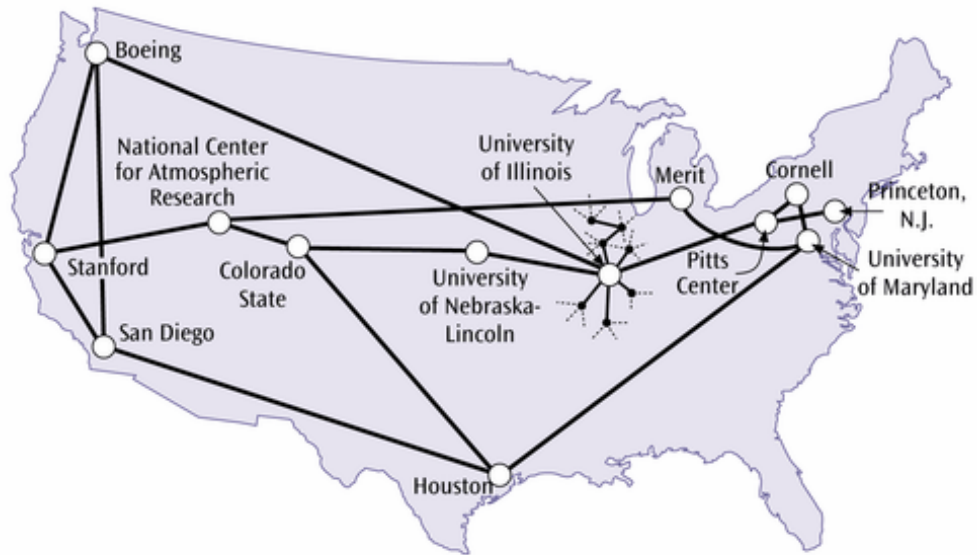 Boeing
National Center
for Atmospheric
Research
University
of Illinois
Merit
Cornell
Princeton,
N.J.
Stanford
Colorado
State
University
of Nebraska-
Lincoln
Pitts
Center
University
of Maryland
San Diego
Houston